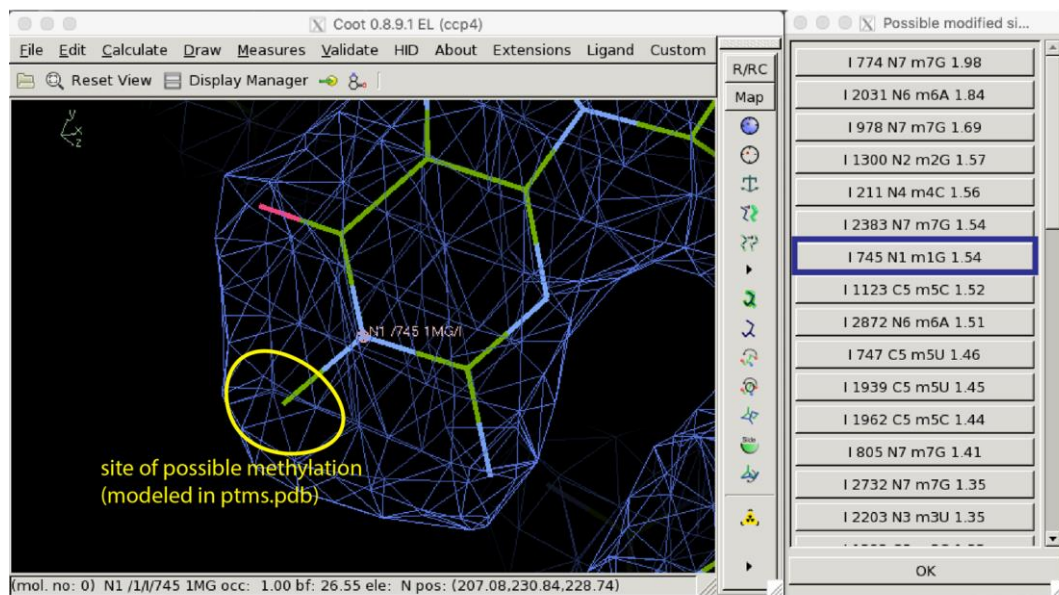 Coot 0.8.9.1 EL (ccp4)
File Edit Calculate Draw Measures Validate HID About Extensions Ligand Custom
Reset View Display Manager
R/RC
Map
y
x
z
N1 /745 1MG/I
Side
site of possible methylation
(modeled in ptms.pdb)
(mol. no: 0) N1 /1/I/745 1MG occ: 1.00 bf: 26.55 ele: N pos: (207.08,230.84,228.74)
Possible modified si...
I 774 N7 m7G 1.98
I 2031 N6 m6A 1.84
I 978 N7 m7G 1.69
I 1300 N2 m2G 1.57
I 211 N4 m4C 1.56
I 2383 N7 m7G 1.54
I 745 N1 m1G 1.54
I 1123 C5 m5C 1.52
I 2872 N6 m6A 1.51
I 747 C5 m5U 1.46
I 1939 C5 m5U 1.45
I 1962 C5 m5C 1.44
I 805 N7 m7G 1.41
I 2732 N7 m7G 1.35
I 2203 N3 m3U 1.35
OK